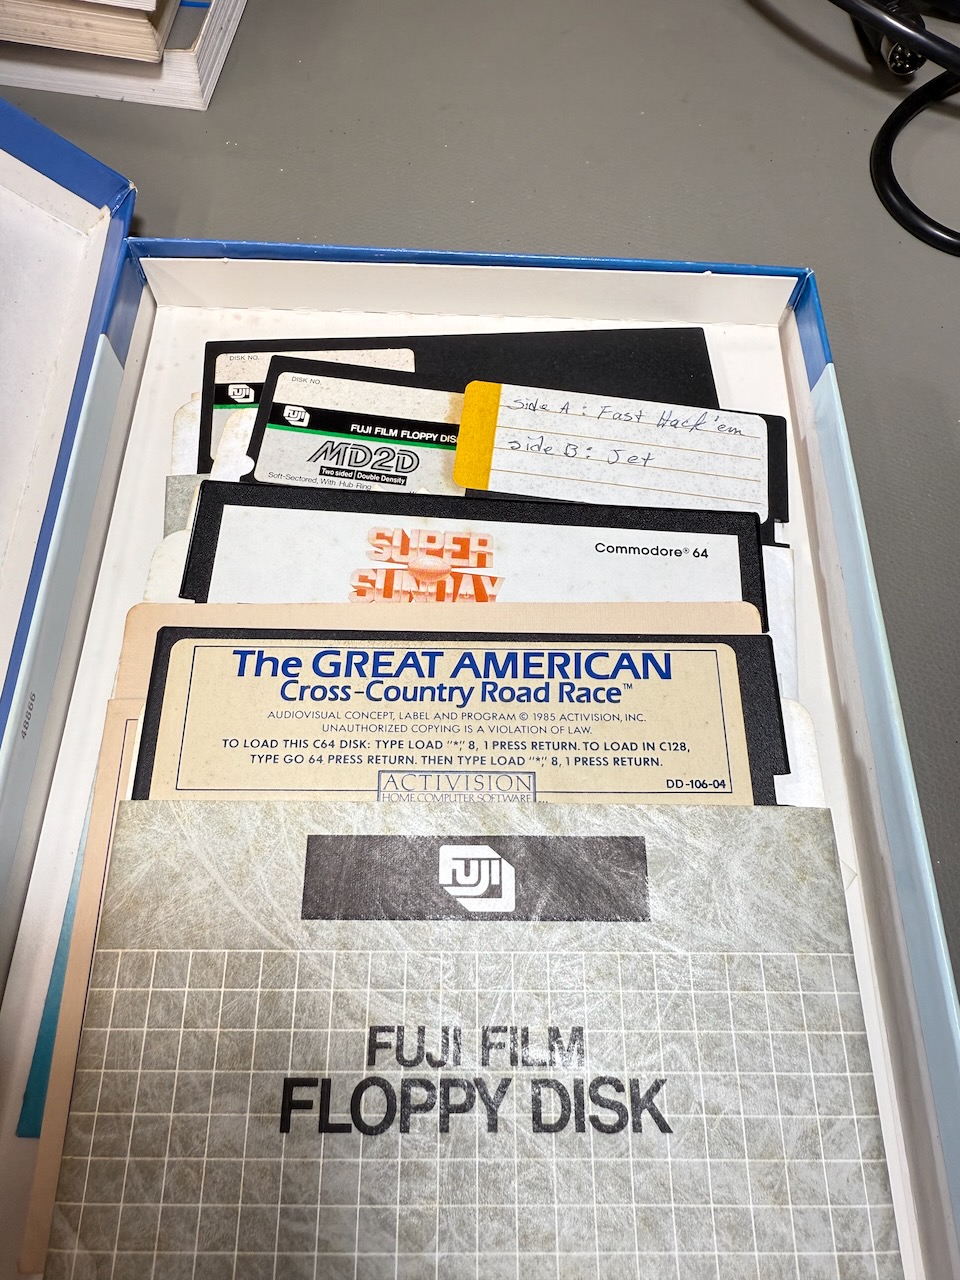 DISK NO.
FUJI
DISK NO.
FUJI
FUJI FILM FLOPPY DIS
MD2D
Two sided Double Density
Soft-Sectored, With Hub Ring
Side A : Fast Hack'em
Side B : Jet
SUPER
SUNDAY
Commodore® 64
The GREAT AMERICAN
Cross-Country Road Race™
AUDIOVISUAL CONCEPT, LABEL AND PROGRAM © 1985 ACTIVISION, INC.
UNAUTHORIZED COPYING IS A VIOLATION OF LAW.
TO LOAD THIS C64 DISK: TYPE LOAD "*," 8, 1 PRESS RETURN. TO LOAD IN C128,
TYPE GO 64 PRESS RETURN. THEN TYPE LOAD "*," 8, 1 PRESS RETURN.
DD-106-04
ACTIVISION
HOME COMPUTER SOFTWARE
48666
FUJI
FUJI FILM
FLOPPY DISK